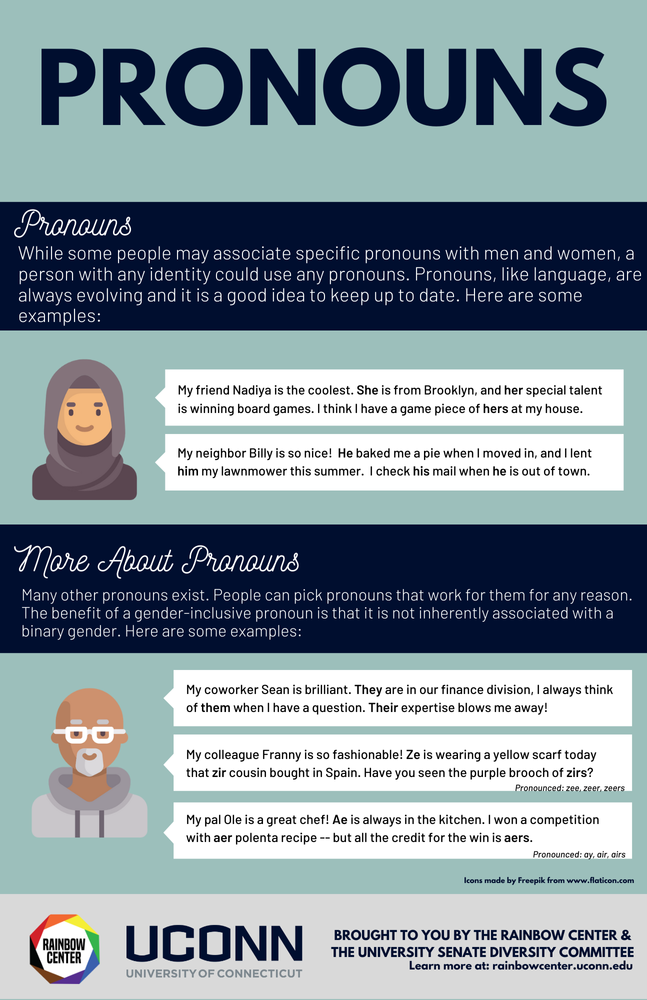 PRONOUNS
Pronouns
While some people may associate specific pronouns with men and women, a
person with any identity could use any pronouns. Pronouns, like language, are
always evolving and it is a good idea to keep up to date. Here are some
examples:
My friend Nadiya is the coolest. She is from Brooklyn, and her special talent
is winning board games. I think I have a game piece of hers at my house.
My neighbor Billy is so nice!  He baked me a pie when I moved in, and I lent
him my lawnmower this summer.  I check his mail when he is out of town.
More About Pronouns
Many other pronouns exist. People can pick pronouns that work for them for any reason.
The benefit of a gender-inclusive pronoun is that it is not inherently associated with a
binary gender. Here are some examples:
My coworker Sean is brilliant. They are in our finance division, I always think
of them when I have a question. Their expertise blows me away!
My colleague Franny is so fashionable! Ze is wearing a yellow scarf today
that zir cousin bought in Spain. Have you seen the purple brooch of zirs?
Pronounced: zee, zeer, zeers
My pal Ole is a great chef! Ae is always in the kitchen. I won a competition
with aer polenta recipe -- but all the credit for the win is aers.
Pronounced: ay, air, airs
Icons made by Freepik from www.flaticon.com
RAINBOW
CENTER
UCONN
UNIVERSITY OF CONNECTICUT
BROUGHT TO YOU BY THE RAINBOW CENTER &
THE UNIVERSITY SENATE DIVERSITY COMMITTEE
Learn more at: rainbowcenter.uconn.edu